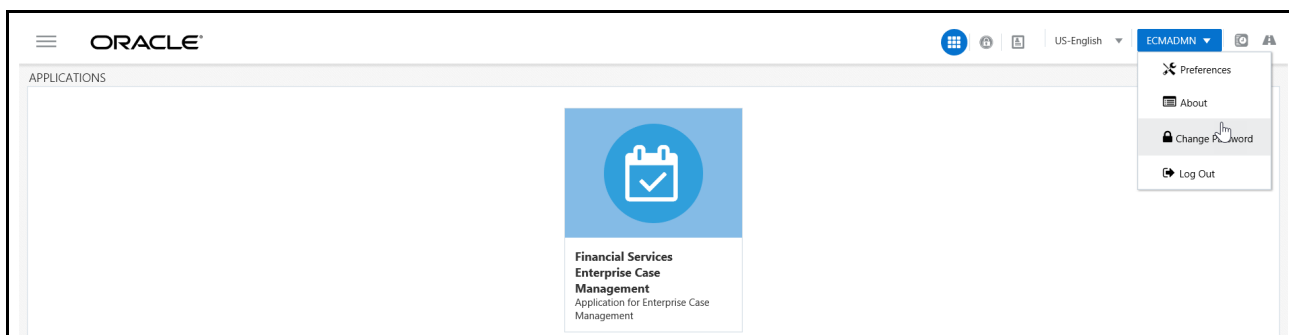 ORACLE
US-English
ECMADMN
APPLICATIONS
Preferences
About
Change Password
Log Out
Financial Services
Enterprise Case
Management
Application for Enterprise Case
Management